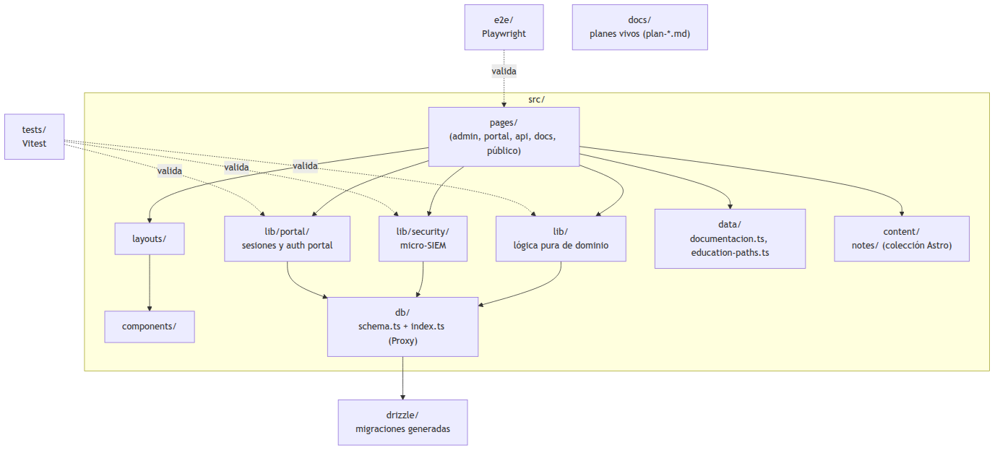 e2e/
Playwright
docs/
planes vivos (plan-*.md)
valida
src/
tests/
Vitest
pages/
(admin, portal, api, docs,
público)
valida
valida
valida
layouts/
lib/portal/
sesiones y auth portal
lib/security/
micro-SIEM
lib/
lógica pura de dominio
data/
documentacion.ts,
education-paths.ts
content/
notes/ (colección Astro)
components/
db/
schema.ts + index.ts
(Proxy)
drizzle/
migraciones generadas